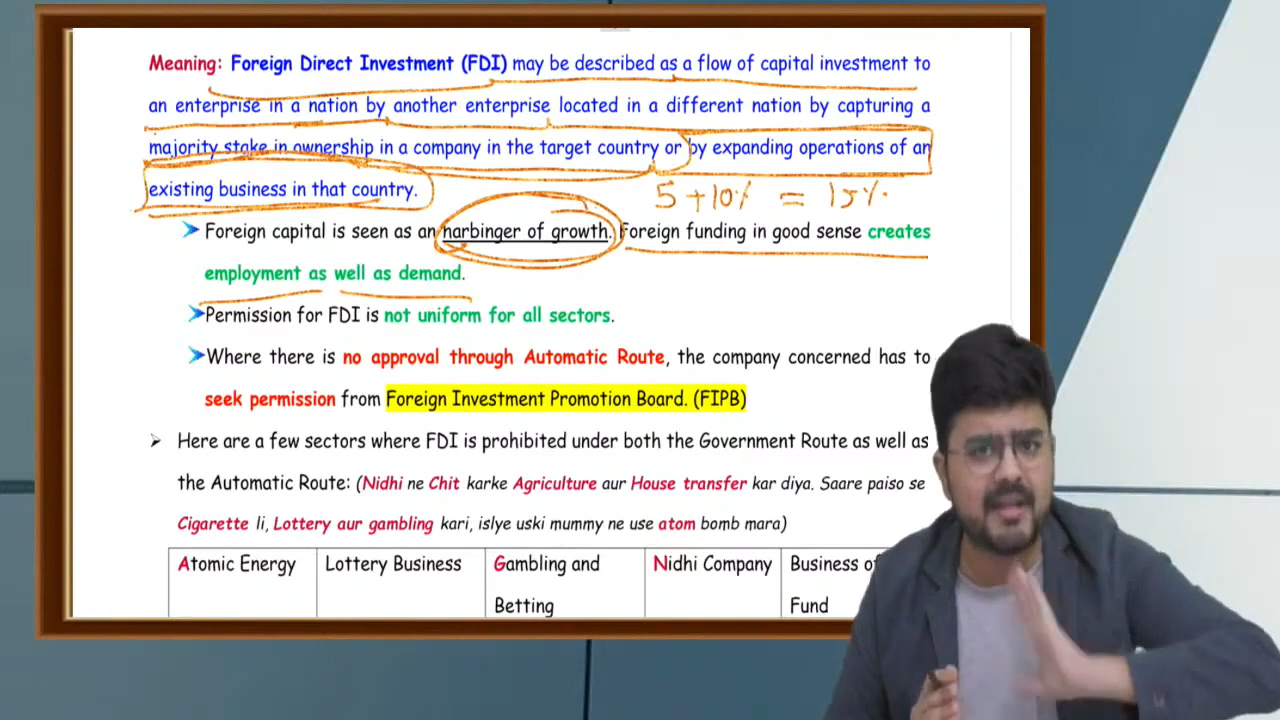 Meaning: Foreign Direct Investment (FDI) may be described as a flow of capital investment to
an enterprise in a nation by another enterprise located in a different nation by capturing a
majority stake in ownership in a company in the target country or by expanding operations of an
existing business in that country.
5 + 10% = 15%.
➤ Foreign capital is seen as an harbinger of growth. Foreign funding in good sense creates
employment as well as demand.
➤ Permission for FDI is not uniform for all sectors.
➤ Where there is no approval through Automatic Route, the company concerned has to
seek permission from Foreign Investment Promotion Board. (FIPB)
➢ Here are a few sectors where FDI is prohibited under both the Government Route as well as
the Automatic Route: (Nidhi ne Chit karke Agriculture aur House transfer kar diya. Saare paiso se
Cigarette li, Lottery aur gambling kari, islye uski mummy ne use atom bomb mara)
Atomic Energy Lottery Business Gambling and Nidhi Company Business
Betting Fund